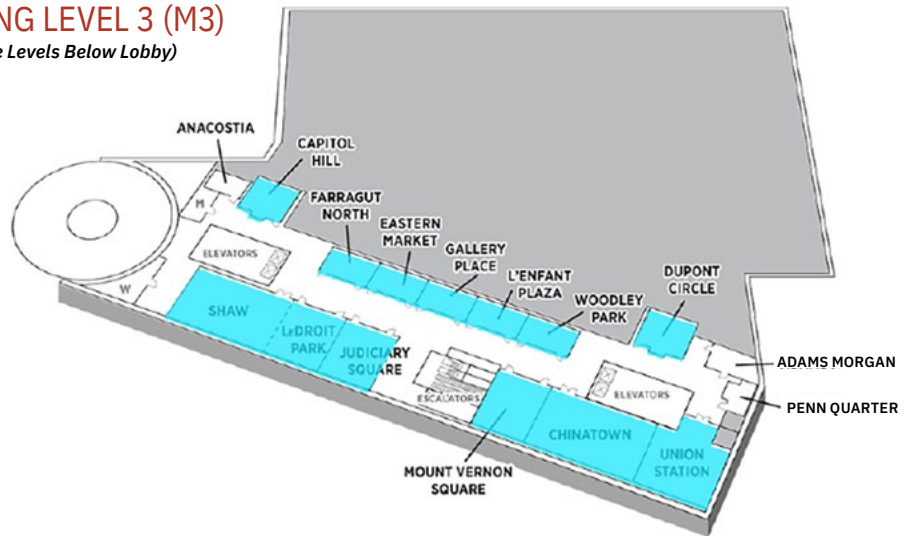 NG LEVEL 3 (M3)
e Levels Below Lobby)
ANACOSTIA
CAPITOL
HILL
FARRAGUT
NORTH
EASTERN
MARKET
GALLERY
PLACE
L'ENFANT
PLAZA
WOODLEY
PARK
DUPONT
CIRCLE
M
ELEVATORS
W
SHAW
LeDROIT
PARK
JUDICIARY
SQUARE
ESCALATORS
ELEVATORS
ADAMS MORGAN
PENN QUARTER
CHINATOWN
UNION
STATION
MOUNT VERNON
SQUARE